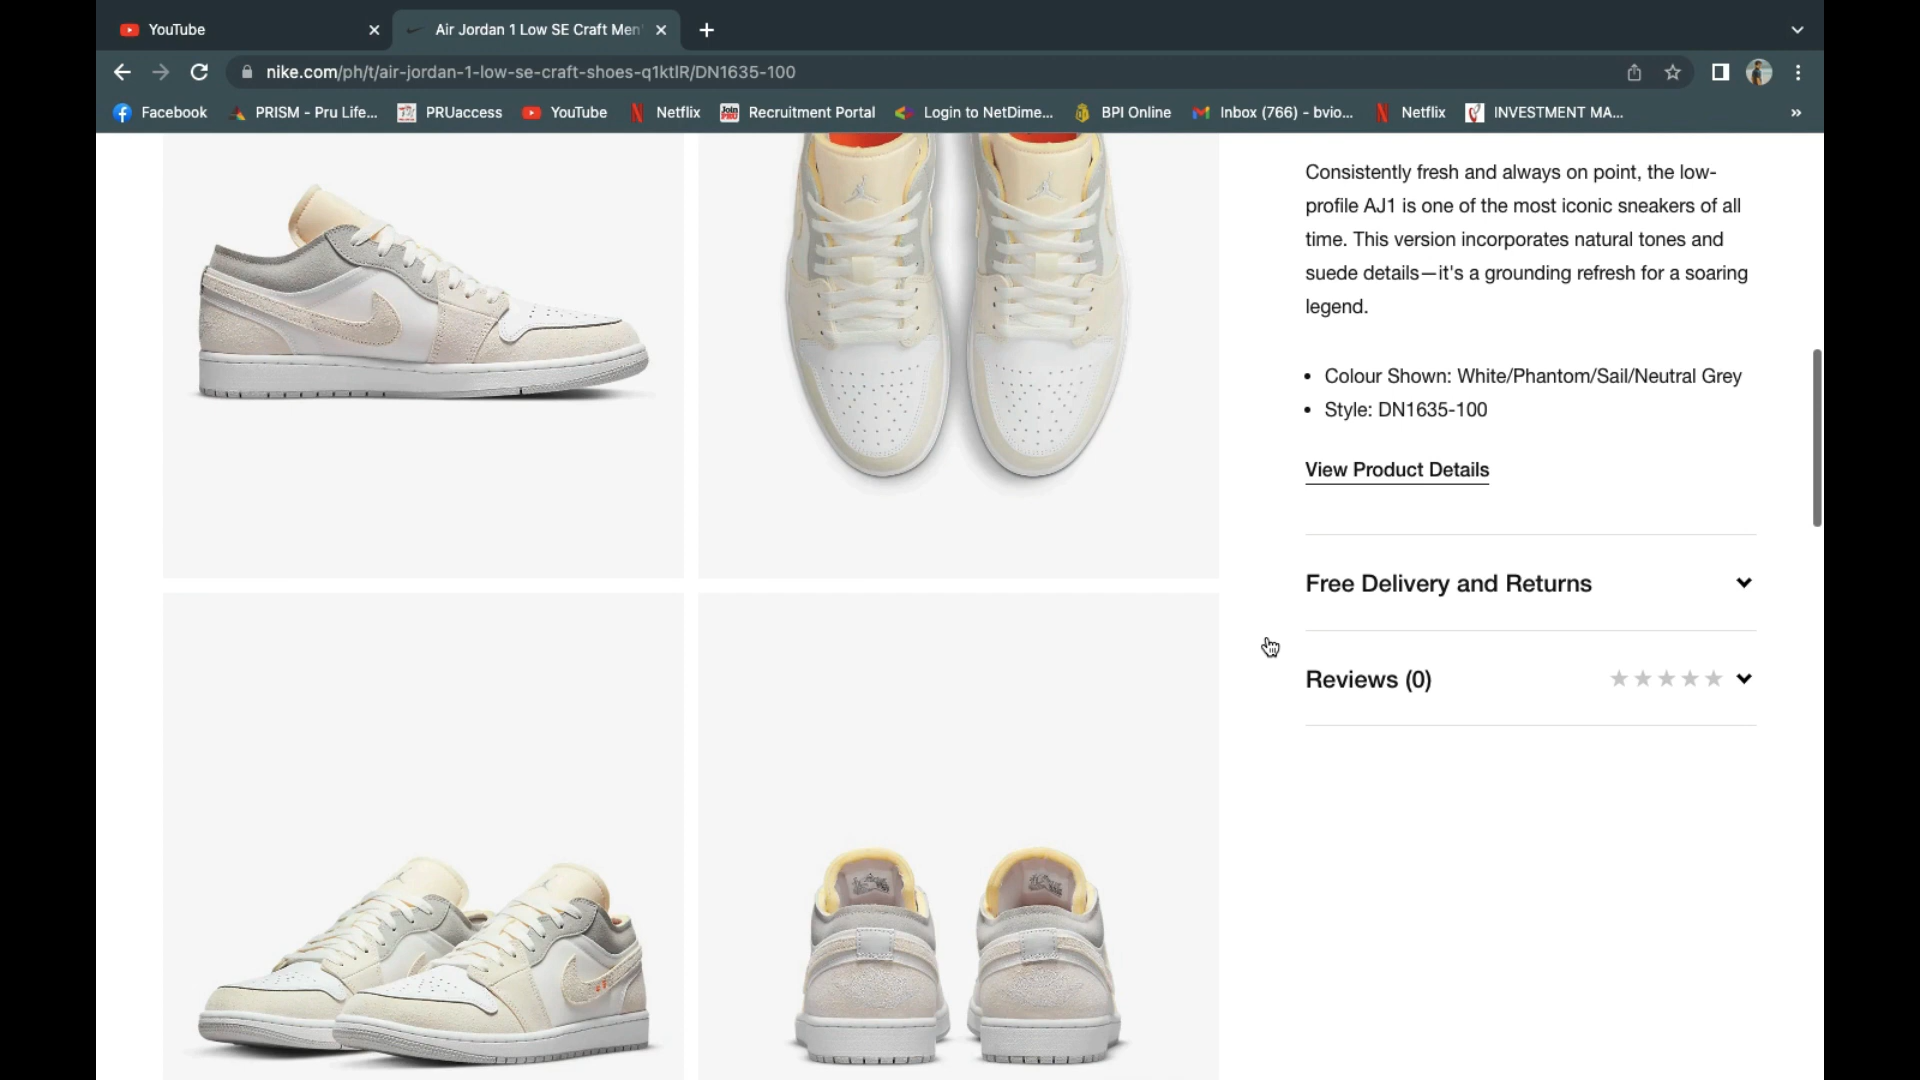 YouTube
Air Jordan 1 Low SE Craft Men'
nike.com/ph/t/air-jordan-1-low-se-craft-shoes-q1ktlR/DN1635-100
Facebook
PRISM - Pru Life...
PRUaccess
YouTube
Netflix
Recruitment Portal
Login to NetDime...
BPI Online
Inbox (766) - bvio...
Netflix
INVESTMENT MA...
»
Consistently fresh and always on point, the low-
profile AJ1 is one of the most iconic sneakers of all
time. This version incorporates natural tones and
suede details—it's a grounding refresh for a soaring
legend.
• Colour Shown: White/Phantom/Sail/Neutral Grey
• Style: DN1635-100
View Product Details
Free Delivery and Returns
Reviews (0)